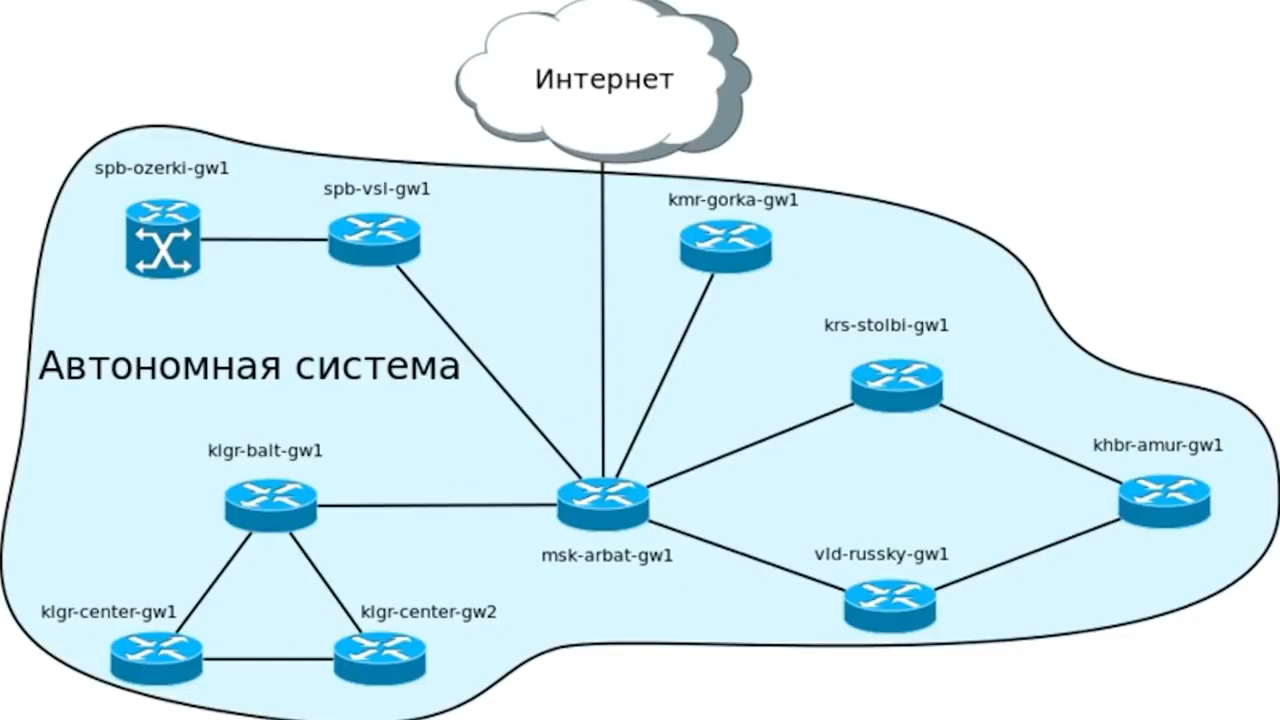 Интернет
spb-ozerki-gw1
spb-vsl-gw1
kmr-gorka-gw1
krs-stolbi-gw1
Автономная система
khbr-amur-gw1
klgr-balt-gw1
msk-arbat-gw1
vld-russky-gw1
klgr-center-gw1
klgr-center-gw2